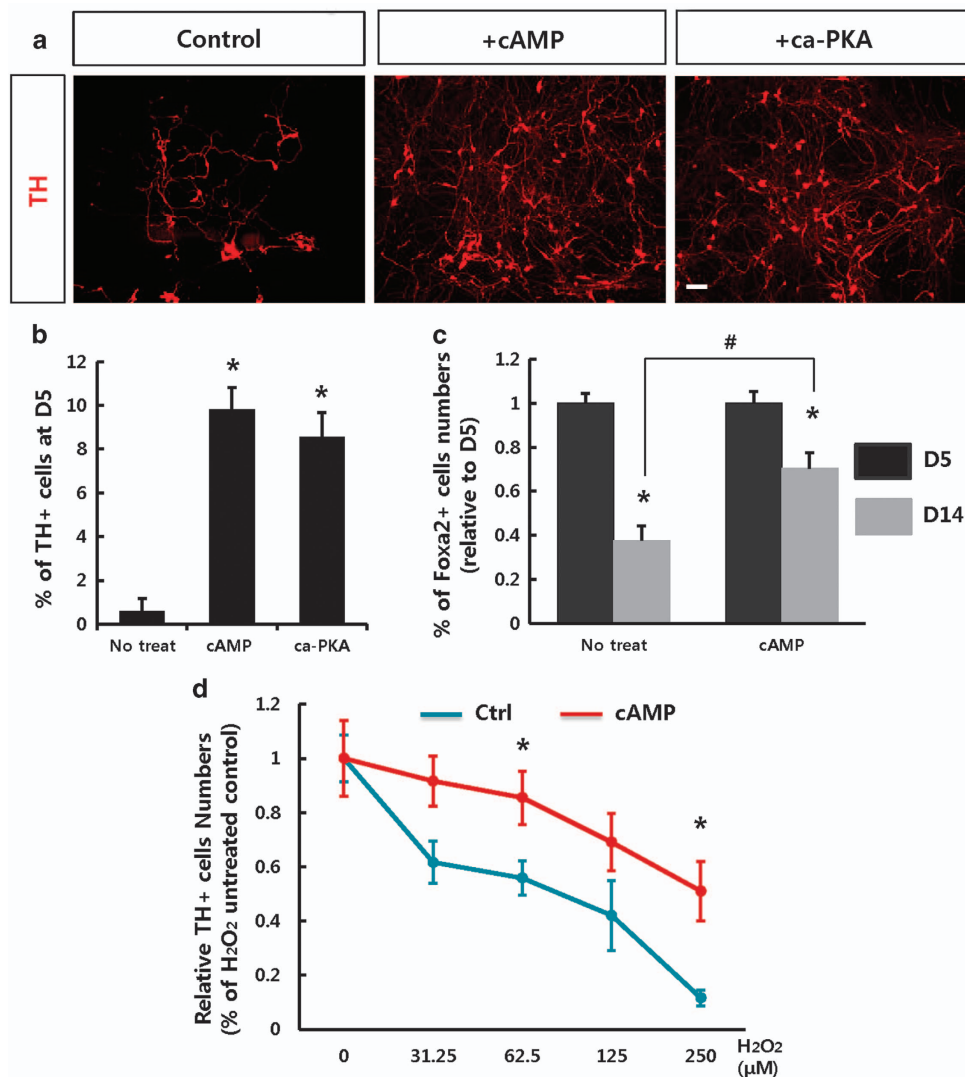 a
Control
+cAMP
+ca-PKA
TH
b
% of TH+ cells at D5
12
10
8
6
4
2
0
*
*
No treat
cAMP
ca-PKA
c
% of Foxa2+ cells numbers
(relative to D5)
1.2
1
0.8
0.6
0.4
0.2
0
#
*
*
No treat
cAMP
D5
D14
d
Relative TH+ cells Numbers
(% of H₂O₂ untreated control)
1.2
1
0.8
0.6
0.4
0.2
0
Ctrl
cAMP
*
*
0
31.25
62.5
125
250
H₂O₂
(μM)